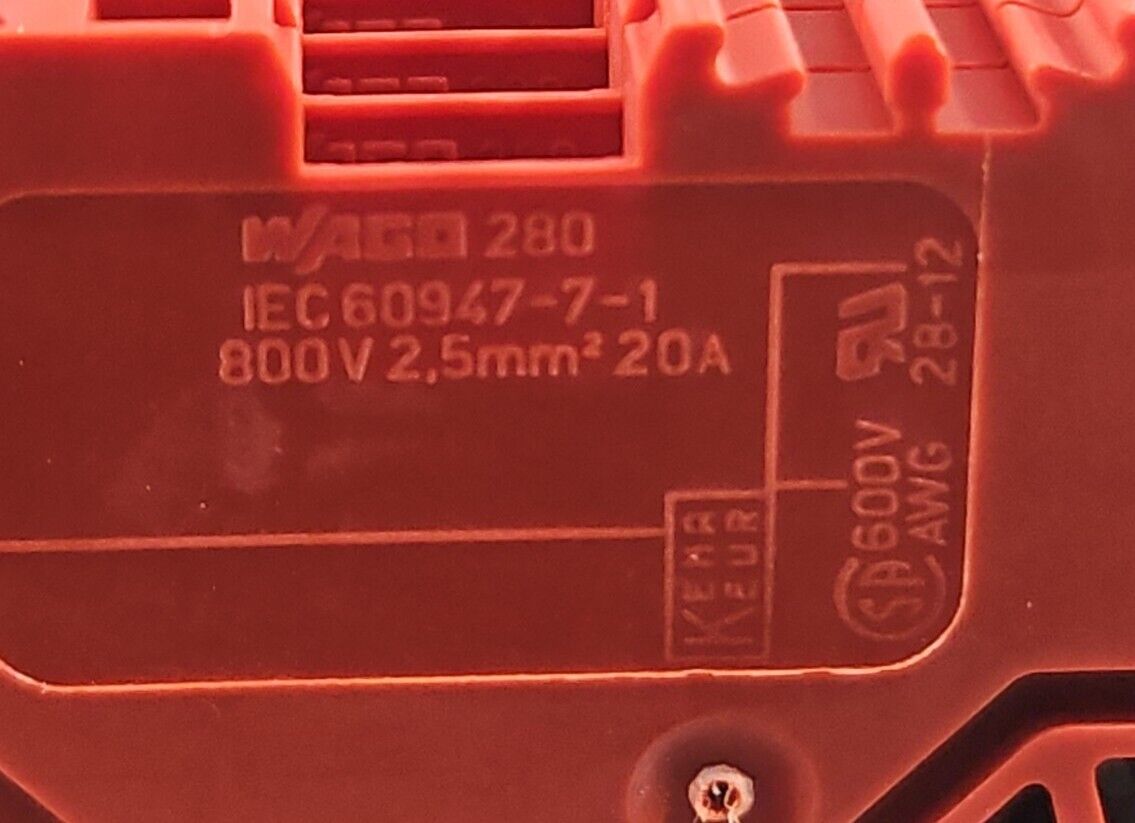 WAGO 280
IEC 60947-7-1
800V 2,5mm² 20A
KEMA
KEUR
600V
AWG 28-12